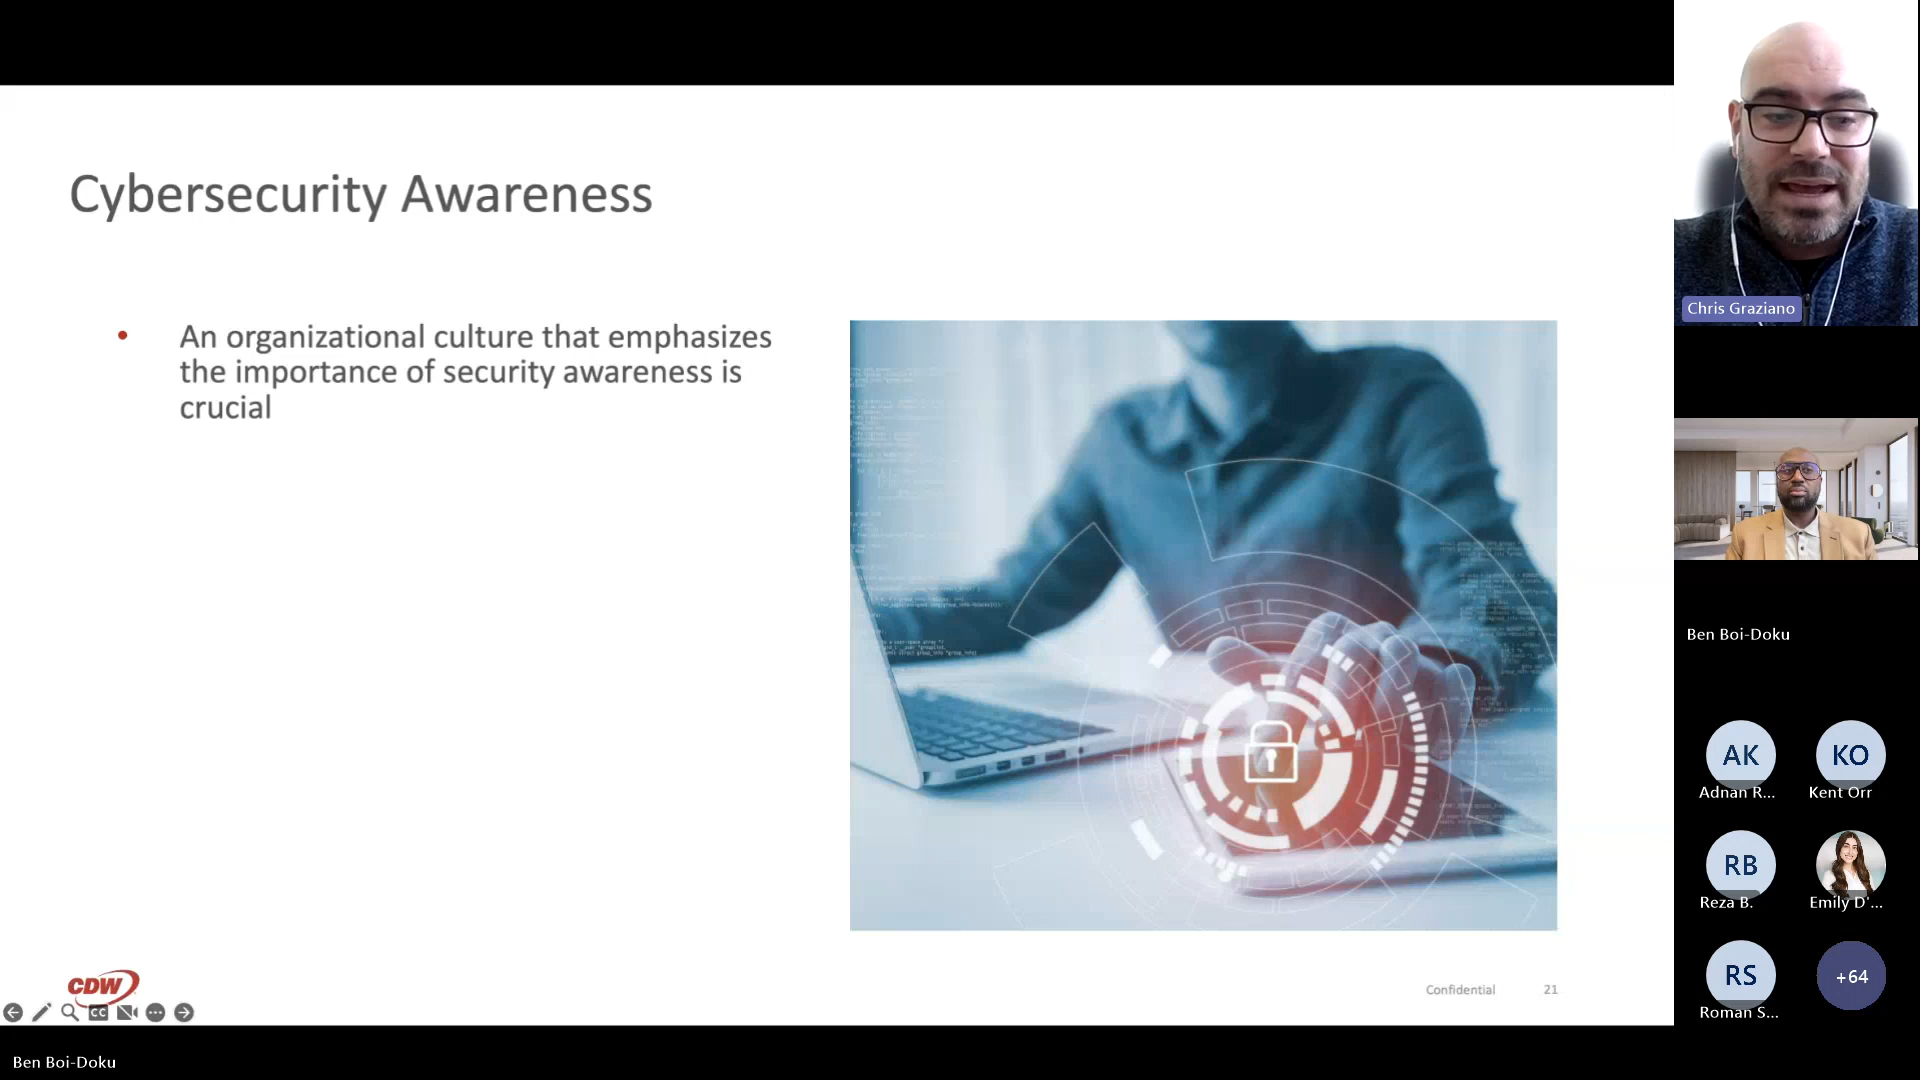 Cybersecurity Awareness
• An organizational culture that emphasizes
the importance of security awareness is
crucial
CDW
Confidential
21
CC
Ben Boi-Doku
Chris Graziano
Ben Boi-Doku
AK
Adnan R...
KO
Kent Orr
RB
Reza B.
Emily D'...
RS
Roman S...
+64